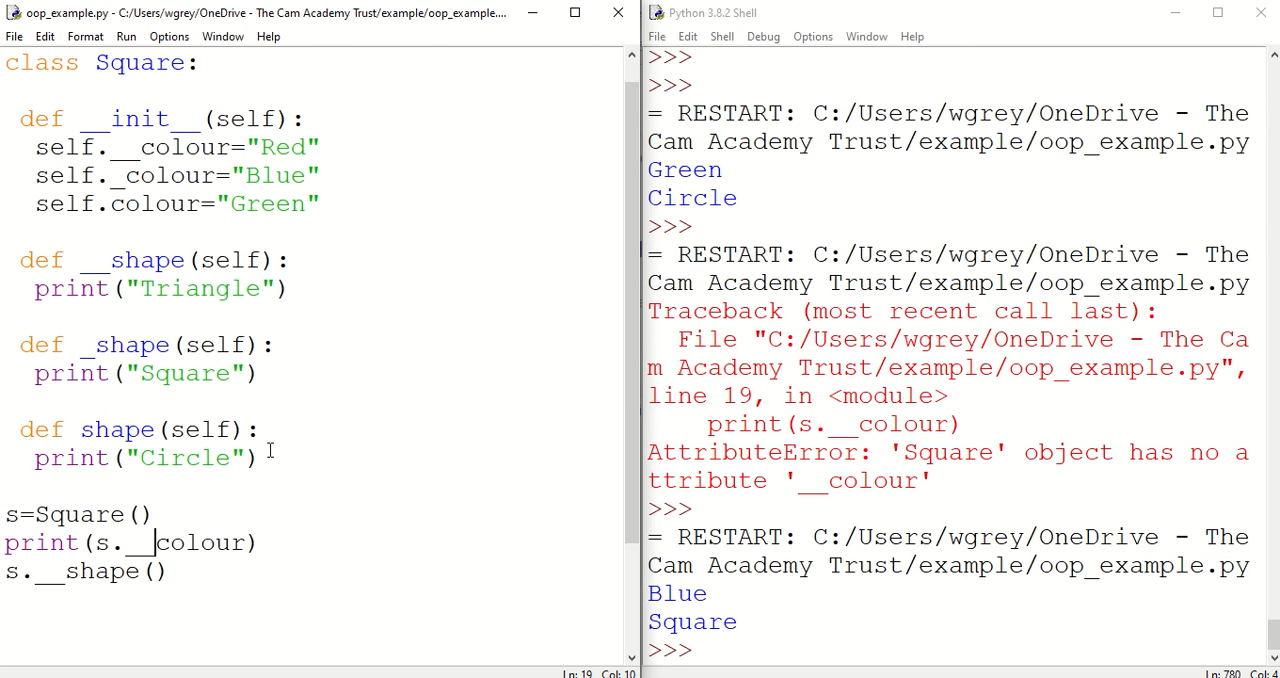 oop_example.py - C:/Users/wgrey/OneDrive - The Cam Academy Trust/example/oop_example....
File Edit Format Run Options Window Help
class Square:
def __init__(self):
self.__colour="Red"
self._colour="Blue"
self.colour="Green"
def __shape(self):
print("Triangle")
def _shape(self):
print("Square")
def shape(self):
print("Circle")
s=Square()
print(s.__colour)
s.__shape()
Ln: 19 Col: 10
Python 3.8.2 Shell
File Edit Shell Debug Options Window Help
>>>
>>>
= RESTART: C:/Users/wgrey/OneDrive - The
Cam Academy Trust/example/oop_example.py
Green
Circle
>>>
= RESTART: C:/Users/wgrey/OneDrive - The
Cam Academy Trust/example/oop_example.py
Traceback (most recent call last):
File "C:/Users/wgrey/OneDrive - The Ca
m Academy Trust/example/oop_example.py",
line 19, in <module>
print(s.__colour)
AttributeError: 'Square' object has no a
ttribute '__colour'
>>>
= RESTART: C:/Users/wgrey/OneDrive - The
Cam Academy Trust/example/oop_example.py
Blue
Square
>>>
Ln: 780 Col: 4